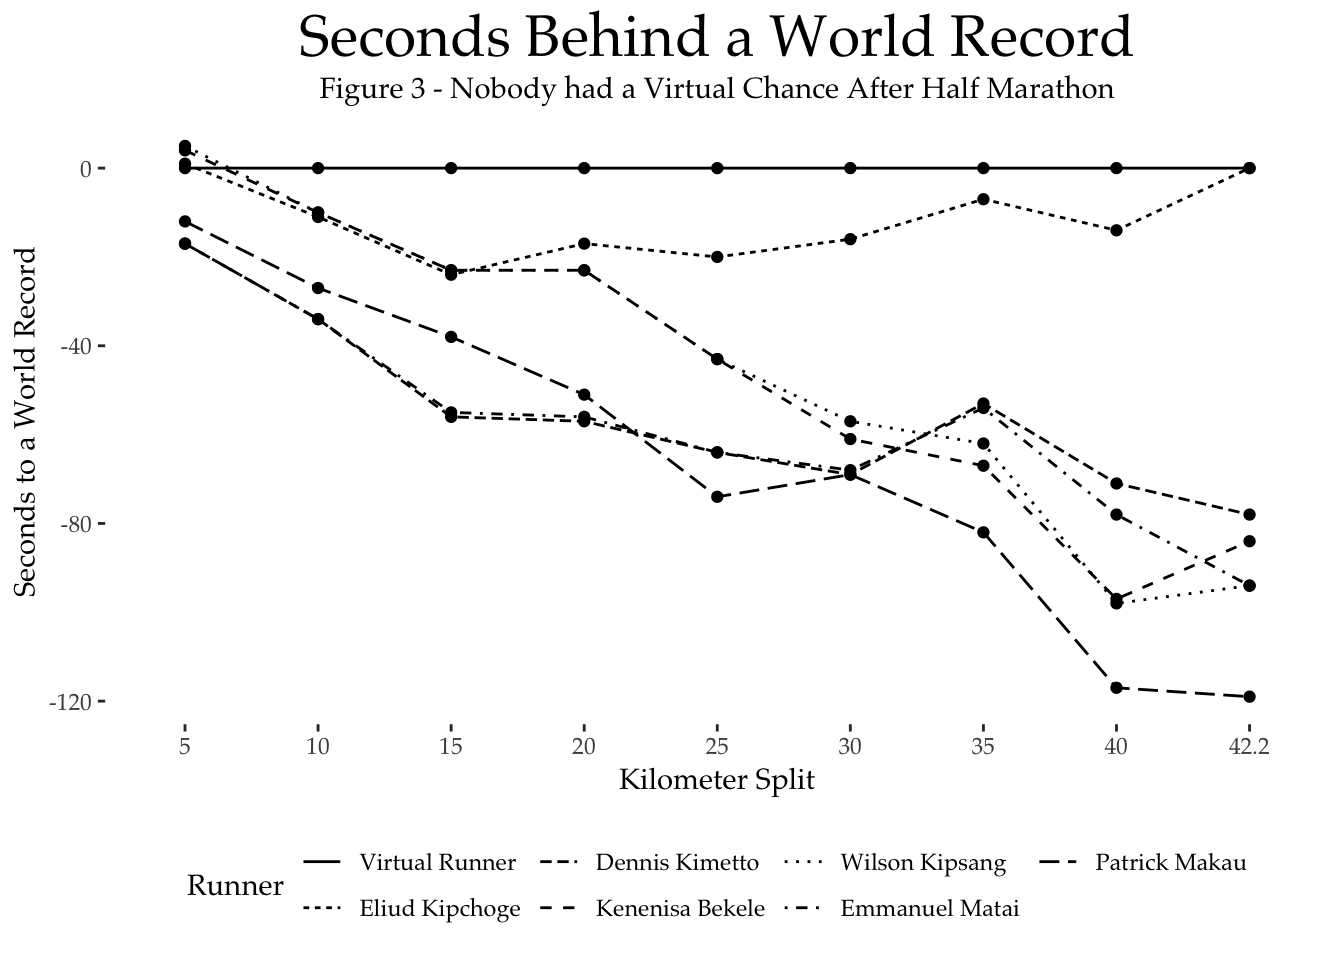 Seconds Behind a World Record
Figure 3 - Nobody had a Virtual Chance After Half Marathon
Seconds to a World Record
0
-40
-80
-120
5 10 15 20 25 30 35 40 42.2
Kilometer Split
Runner
Virtual Runner Dennis Kimetto Wilson Kipsang Patrick Makau
Eliud Kipchoge Kenenisa Bekele Emmanuel Matai